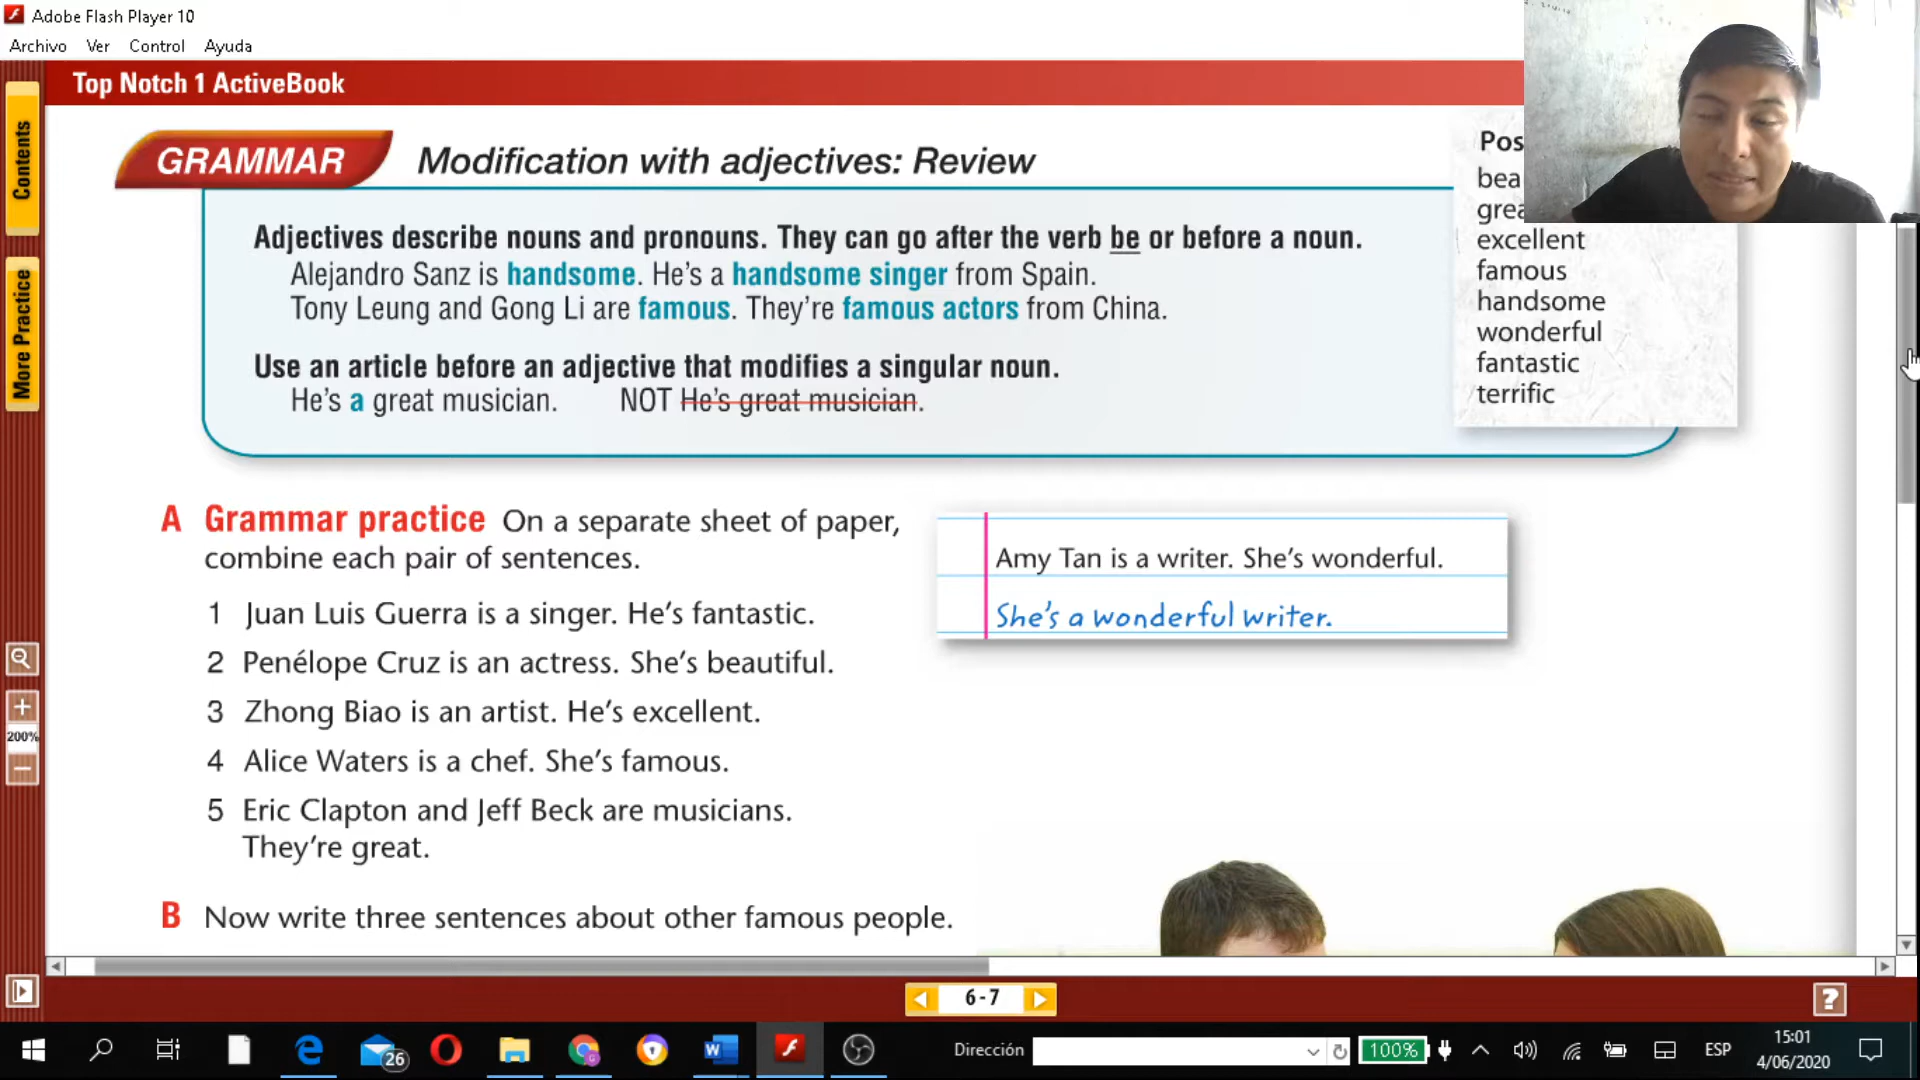 Adobe Flash Player 10
Archivo Ver Control Ayuda
Top Notch 1 ActiveBook
Contents
More Practice
GRAMMAR Modification with adjectives: Review
Adjectives describe nouns and pronouns. They can go after the verb be or before a noun.
Alejandro Sanz is handsome. He's a handsome singer from Spain.
Tony Leung and Gong Li are famous. They're famous actors from China.
Use an article before an adjective that modifies a singular noun.
He's a great musician. NOT He's great musician.
excellent
famous
handsome
wonderful
fantastic
terrific
A Grammar practice On a separate sheet of paper,
combine each pair of sentences.
1 Juan Luis Guerra is a singer. He's fantastic.
2 Penélope Cruz is an actress. She's beautiful.
3 Zhong Biao is an artist. He's excellent.
4 Alice Waters is a chef. She's famous.
5 Eric Clapton and Jeff Beck are musicians.
They're great.
Amy Tan is a writer. She's wonderful.
She's a wonderful writer.
B Now write three sentences about other famous people.
200%
6-7
?
26
Dirección
100%
ESP
15:01
4/06/2020